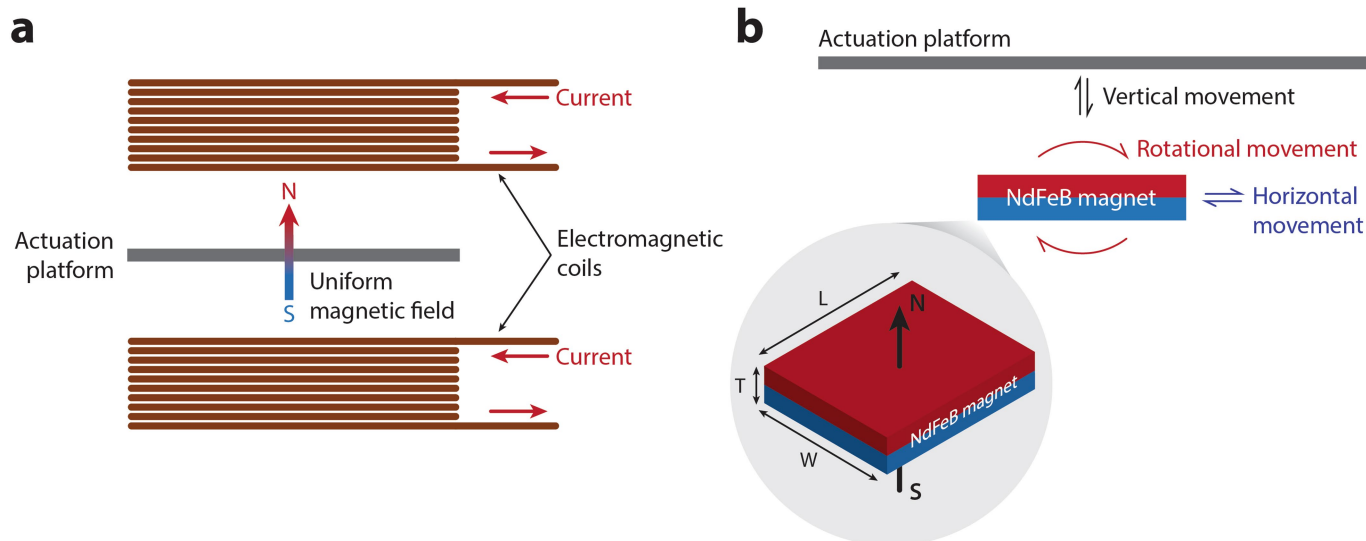 a
Current
N
Actuation
platform
Uniform
magnetic field
S
Electromagnetic
coils
Current
b
Actuation platform
Vertical movement
Rotational movement
NdFeB magnet
Horizontal
movement
L
N
T
NdFeB magnet
W
S